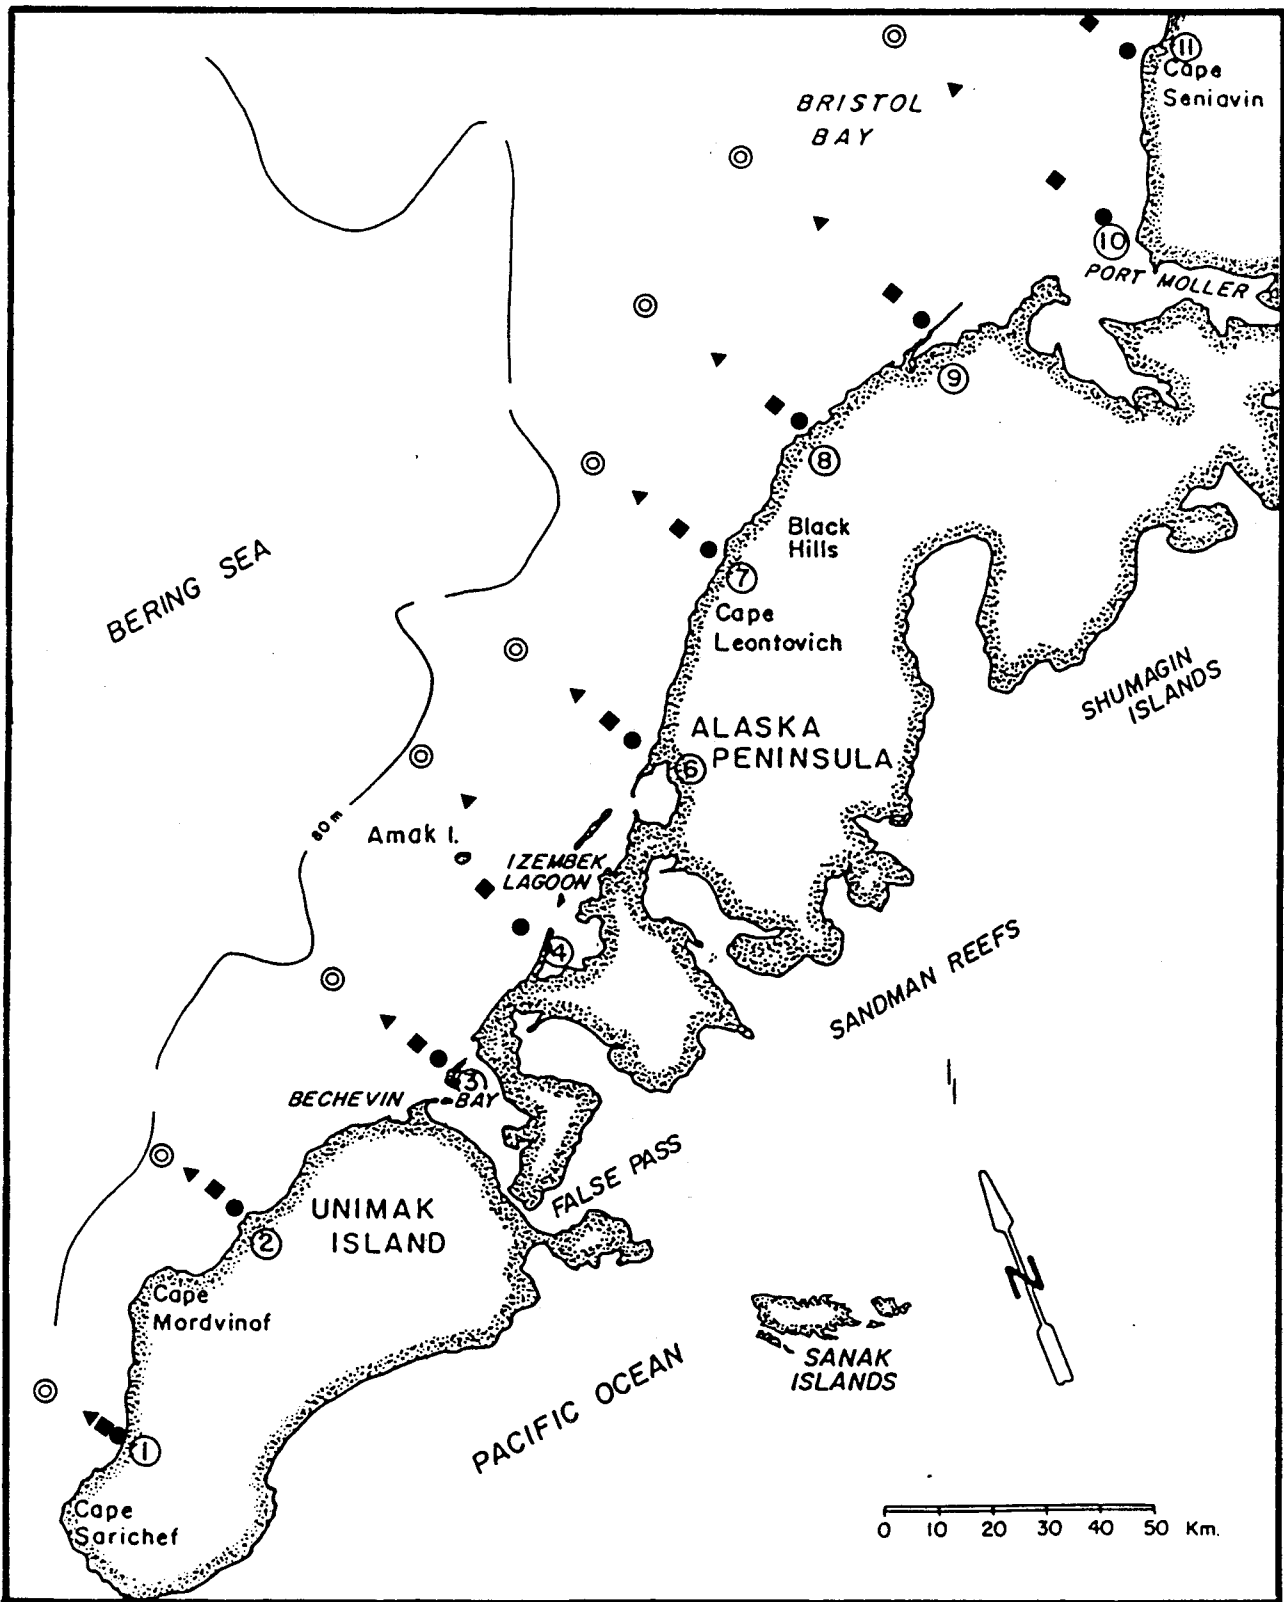 11
Cape
Seniavin
BRISTOL
BAY
10
PORT MOLLER
9
8
Black
Hills
7
Cape
Leontovich
BERING SEA
SHUMAGIN
ISLANDS
ALASKA
PENINSULA
6
80 m
Amak I.
IZEMBEK
LAGOON
4
SANDMAN REEFS
3
BECHEVIN BAY
FALSE PASS
UNIMAK
ISLAND
2
Cape
Mordvinof
N
SANAK
ISLANDS
PACIFIC OCEAN
1
Cape
Sarichef
0 10 20 30 40 50 Km.